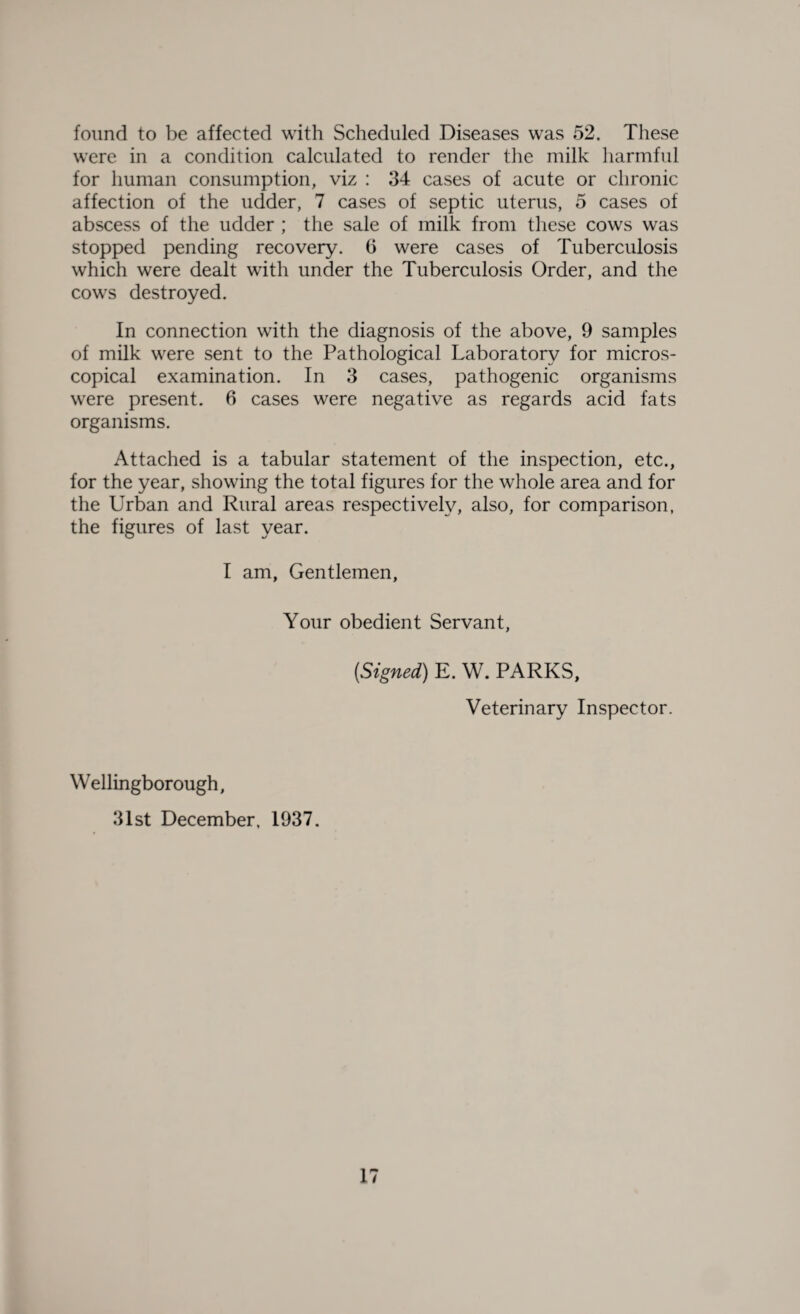 found to be affected with Scheduled Diseases was 52. These
were in a condition calculated to render the milk harmful
for human consumption, viz : 34 cases of acute or chronic
affection of the udder, 7 cases of septic uterus, 5 cases of
abscess of the udder ; the sale of milk from these cows was
stopped pending recovery. 6 were cases of Tuberculosis
which were dealt with under the Tuberculosis Order, and the
cows destroyed.
In connection with the diagnosis of the above, 9 samples
of milk were sent to the Pathological Laboratory for micros-
copical examination. In 3 cases, pathogenic organisms
were present. 6 cases were negative as regards acid fats
organisms.
Attached is a tabular statement of the inspection, etc.,
for the year, showing the total figures for the whole area and for
the Urban and Rural areas respectively, also, for comparison,
the figures of last year.
I am, Gentlemen,
Your obedient Servant,
(Signed) E. W. PARKS,
Veterinary Inspector.
Wellingborough,
31st December, 1937.
17